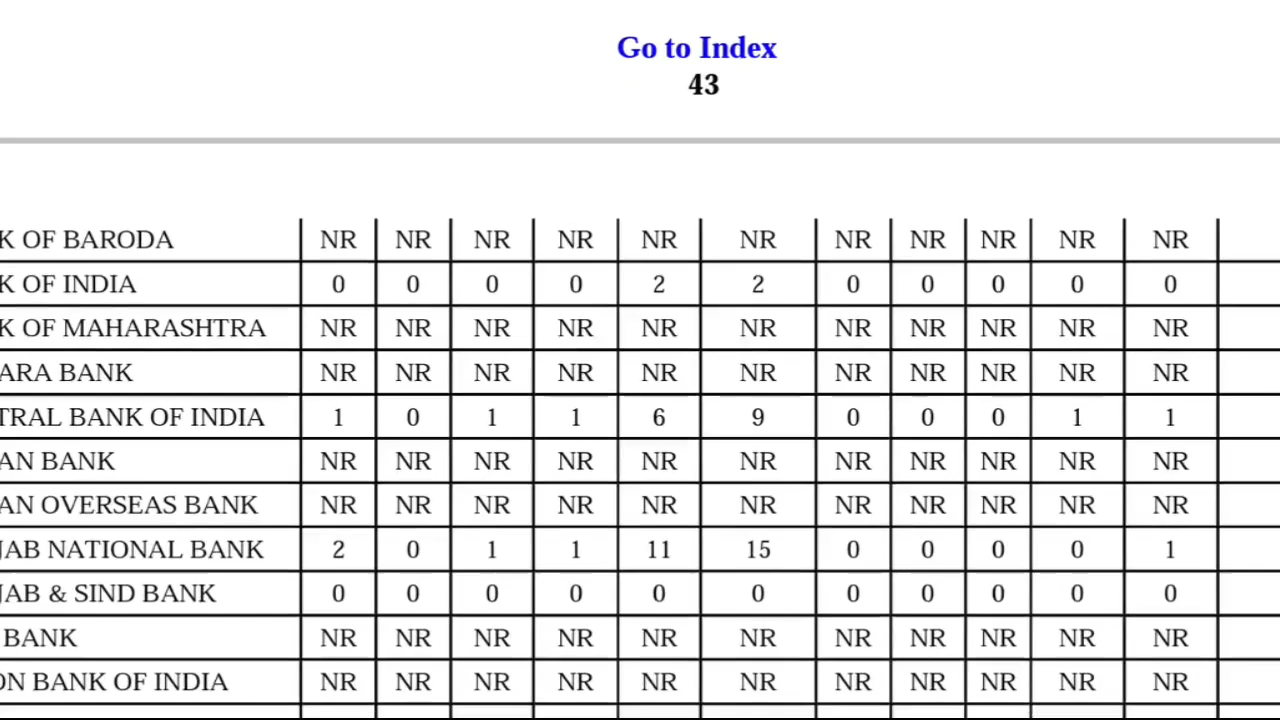 Go to Index
43
K OF BARODA NR NR NR NR NR NR NR NR NR NR NR
K OF INDIA 0 0 0 0 2 2 0 0 0 0 0
K OF MAHARASHTRA NR NR NR NR NR NR NR NR NR NR NR
ARA BANK NR NR NR NR NR NR NR NR NR NR NR
TRAL BANK OF INDIA 1 0 1 1 6 9 0 0 0 1 1
AN BANK NR NR NR NR NR NR NR NR NR NR NR
AN OVERSEAS BANK NR NR NR NR NR NR NR NR NR NR NR
JAB NATIONAL BANK 2 0 1 1 11 15 0 0 0 0 1
JAB & SIND BANK 0 0 0 0 0 0 0 0 0 0 0
BANK NR NR NR NR NR NR NR NR NR NR NR
ON BANK OF INDIA NR NR NR NR NR NR NR NR NR NR NR